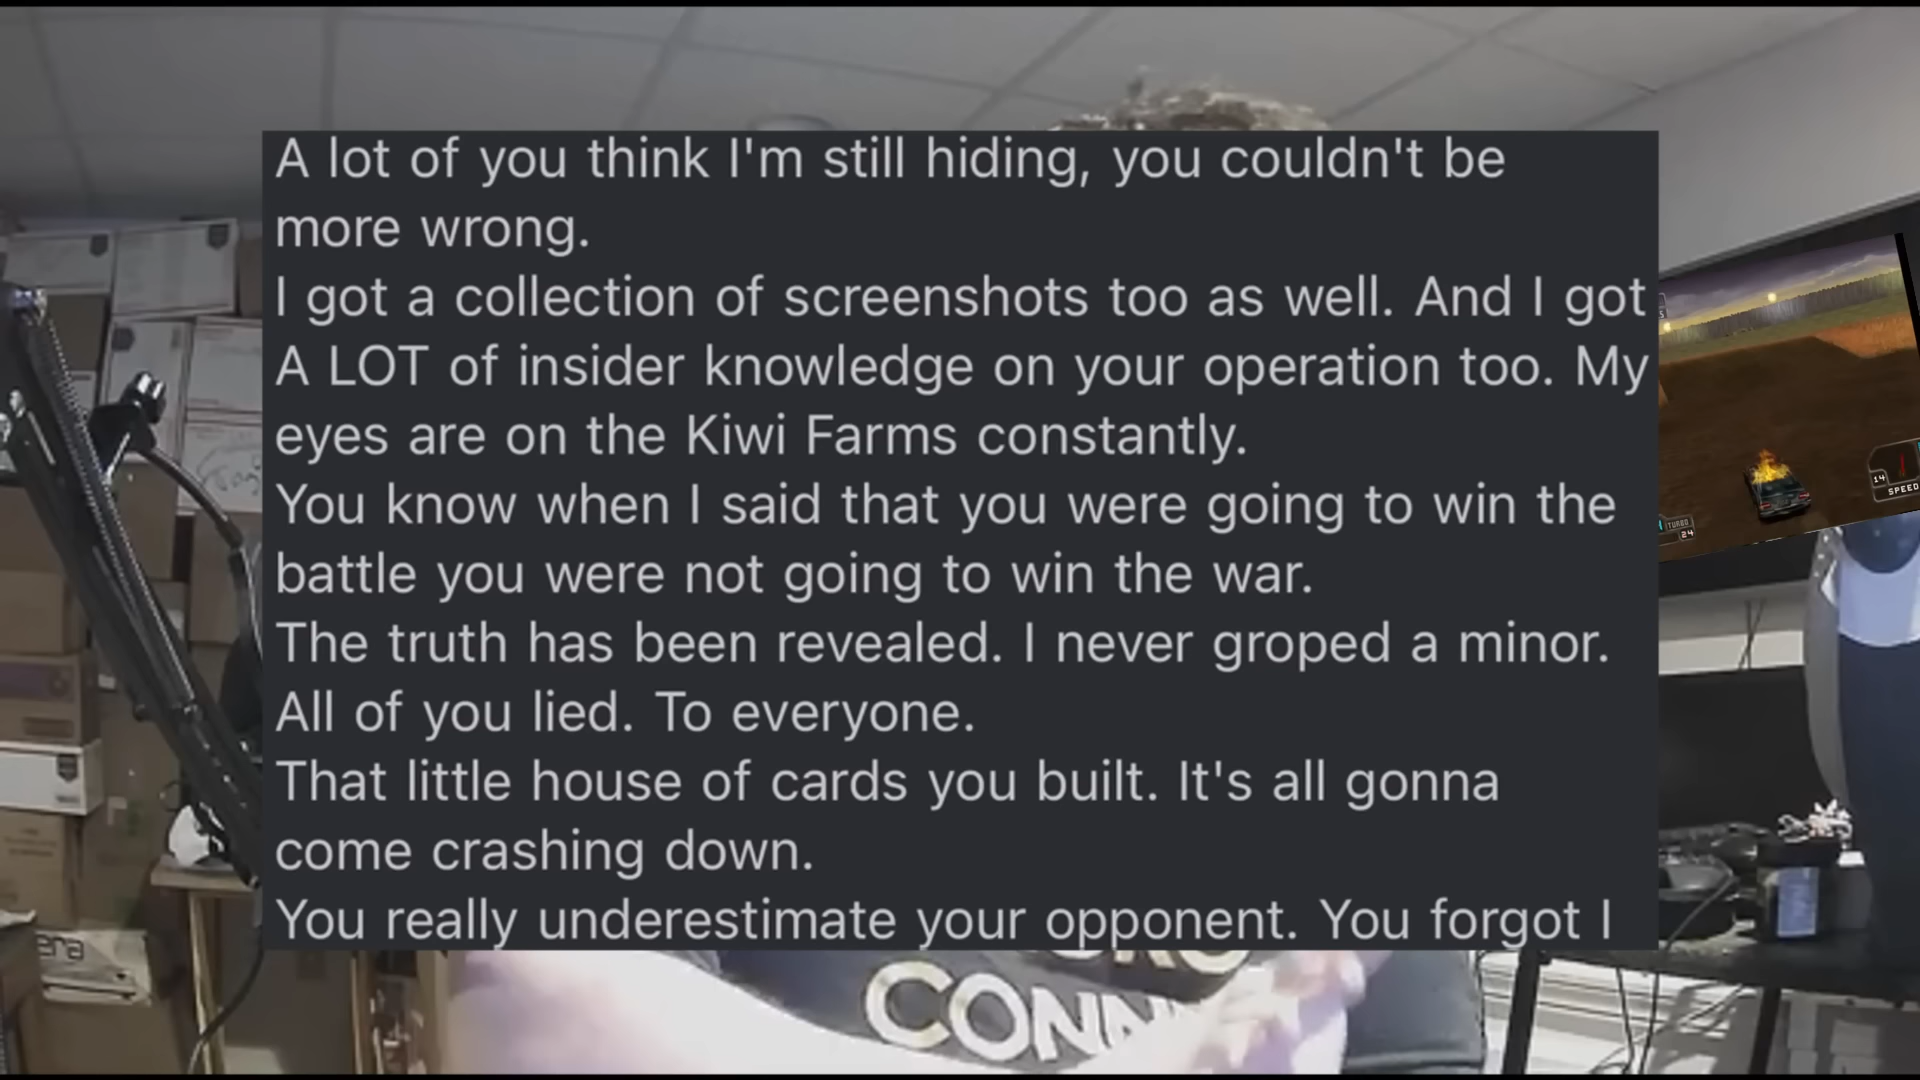 A lot of you think I'm still hiding, you couldn't be
more wrong.
I got a collection of screenshots too as well. And I got
A LOT of insider knowledge on your operation too. My
eyes are on the Kiwi Farms constantly.
You know when I said that you were going to win the
battle you were not going to win the war.
The truth has been revealed. I never groped a minor.
All of you lied. To everyone.
That little house of cards you built. It's all gonna
come crashing down.
You really underestimate your opponent. You forgot I
14
SPEED
TURBO
24